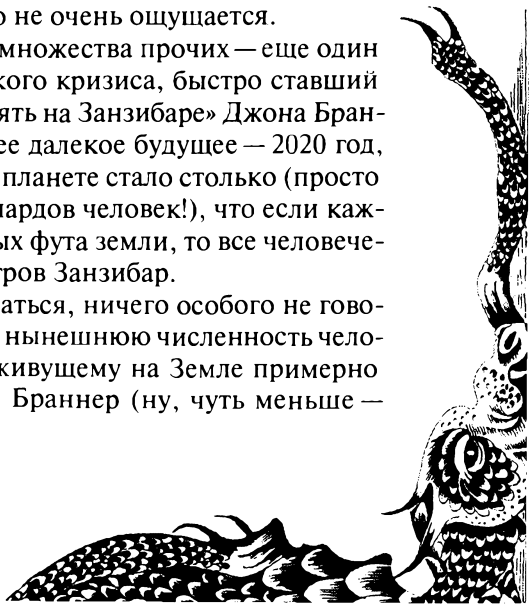 о не очень ощущается.
множества прочих — еще один
кого кризиса, быстро ставший
ять на Занзибаре» Джона Бран-
ее далекое будущее — 2020 год,
планете стало столько (просто
лардов человек!), что если каж-
ых фута земли, то все человече-
тров Занзибар.
аться, ничего особого не гово-
нынешнюю численность чело-
живущему на Земле примерно
Браннер (ну, чуть меньше —